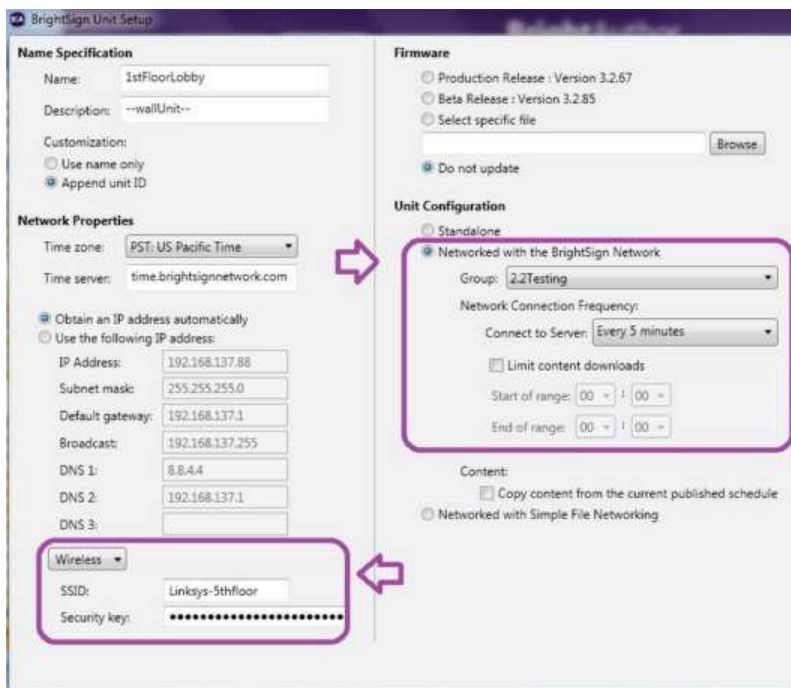 BrightSign Unit Setup
Name Specification
Name: 1stFloorLobby
Description: --wallUnit--
Customization:
Use name only
Append unit ID
Network Properties
Time zone: PST: US Pacific Time
Time server: time.brightsignnetwork.com
Obtain an IP address automatically
Use the following IP address:
IP Address: 192.168.137.88
Subnet mask: 255.255.255.0
Default gateway: 192.168.137.1
Broadcast: 192.168.137.255
DNS 1: 8.8.4.4
DNS 2: 192.168.137.1
DNS 3:
Wireless
SSID: Linksys-5thfloor
Security key: ●●●●●●●●●●●●●●●●●●●●●●●
Firmware
Production Release : Version 3.2.67
Beta Release : Version 3.2.85
Select specific file
Browse
Do not update
Unit Configuration
Standalone
Networked with the BrightSign Network
Group: 2.2Testing
Network Connection Frequency:
Connect to Server: Every 5 minutes
Limit content downloads
Start of range: 00 : 00
End of range: 00 : 00
Content:
Copy content from the current published schedule
Networked with Simple File Networking